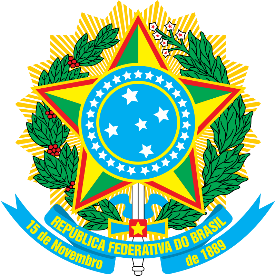 REPÚBLICA FEDERATIVA DO BRASIL
15 de Novembro
de 1889